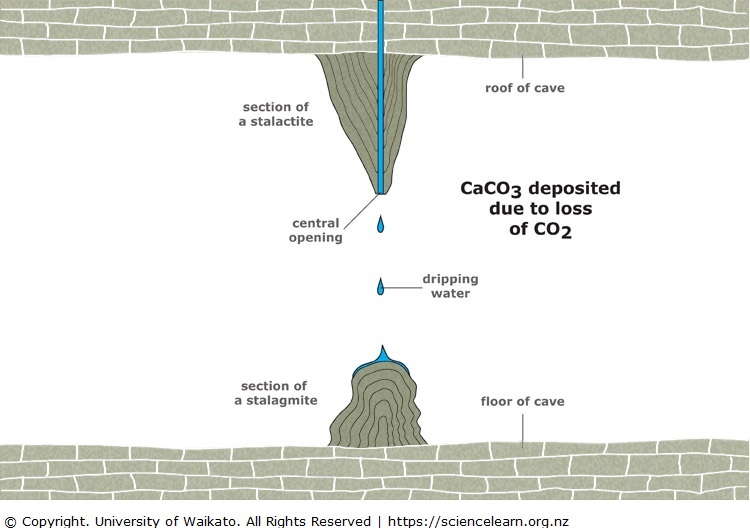 roof of cave
section of
a stalactite
CaCO3 deposited
due to loss
of CO2
central
opening
dripping
water
section of
a stalagmite
floor of cave
© Copyright. University of Waikato. All Rights Reserved | https://sciencelearn.org.nz